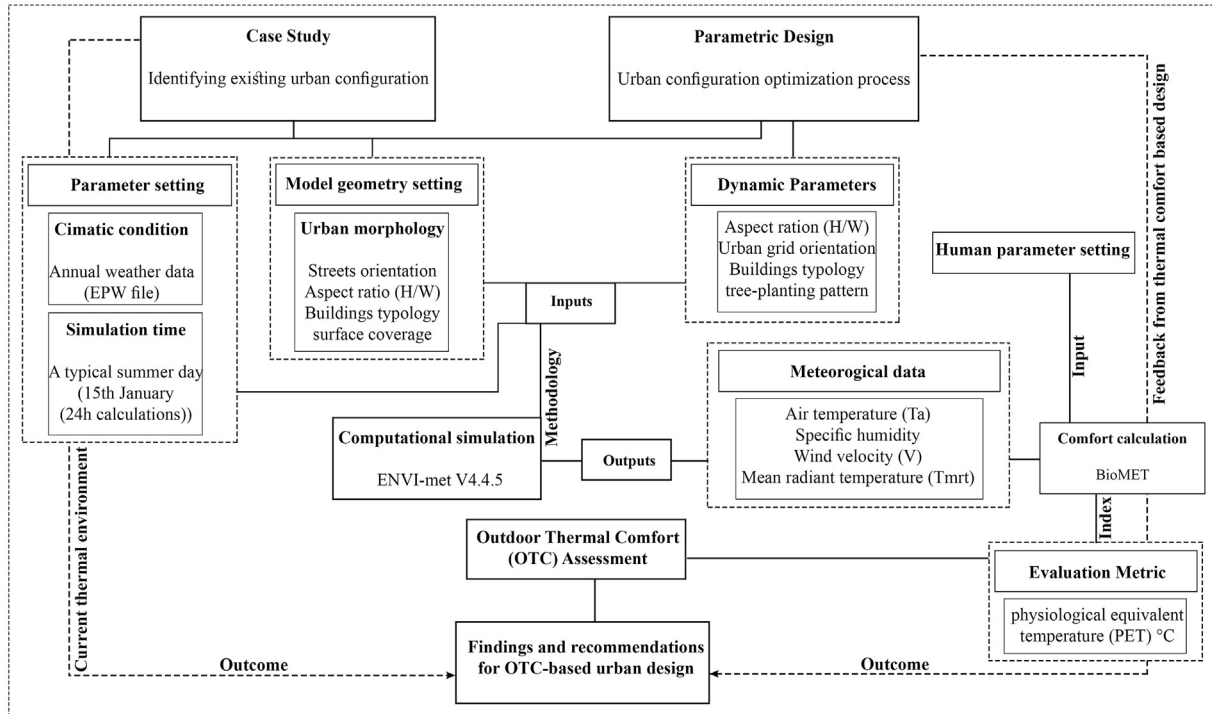 Case Study
Identifying existing urban configuration
Parametric Design
Urban configuration optimization process
Parameter setting
Cimatic condition
Annual weather data
(EPW file)
Simulation time
A typical summer day
(15th January
(24h calculations))
Model geometry setting
Urban morphology
Streets orientation
Aspect ratio (H/W)
Buildings typology
surface coverage
Dynamic Parameters
Aspect ration (H/W)
Urban grid orientation
Buildings typology
tree-planting pattern
Human parameter setting
Inputs
Methodology
Input
Feedback from thermal comfort based design
Computational simulation
ENVI-met V4.4.5
Outputs
Meteorogical data
Air temperature (Ta)
Specific humidity
Wind velocity (V)
Mean radiant temperature (Tmrt)
Comfort calculation
BioMET
Index
Outdoor Thermal Comfort
(OTC) Assessment
Evaluation Metric
physiological equivalent
temperature (PET) °C
Current thermal environment
Outcome
Findings and recommendations
for OTC-based urban design
Outcome